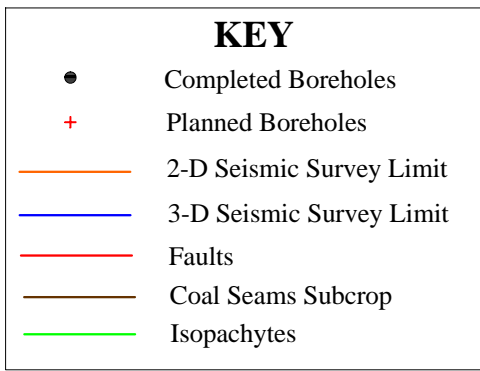 KEY
Completed Boreholes
Planned Boreholes
2-D Seismic Survey Limit
3-D Seismic Survey Limit
Faults
Coal Seams Subcrop
Isopachytes